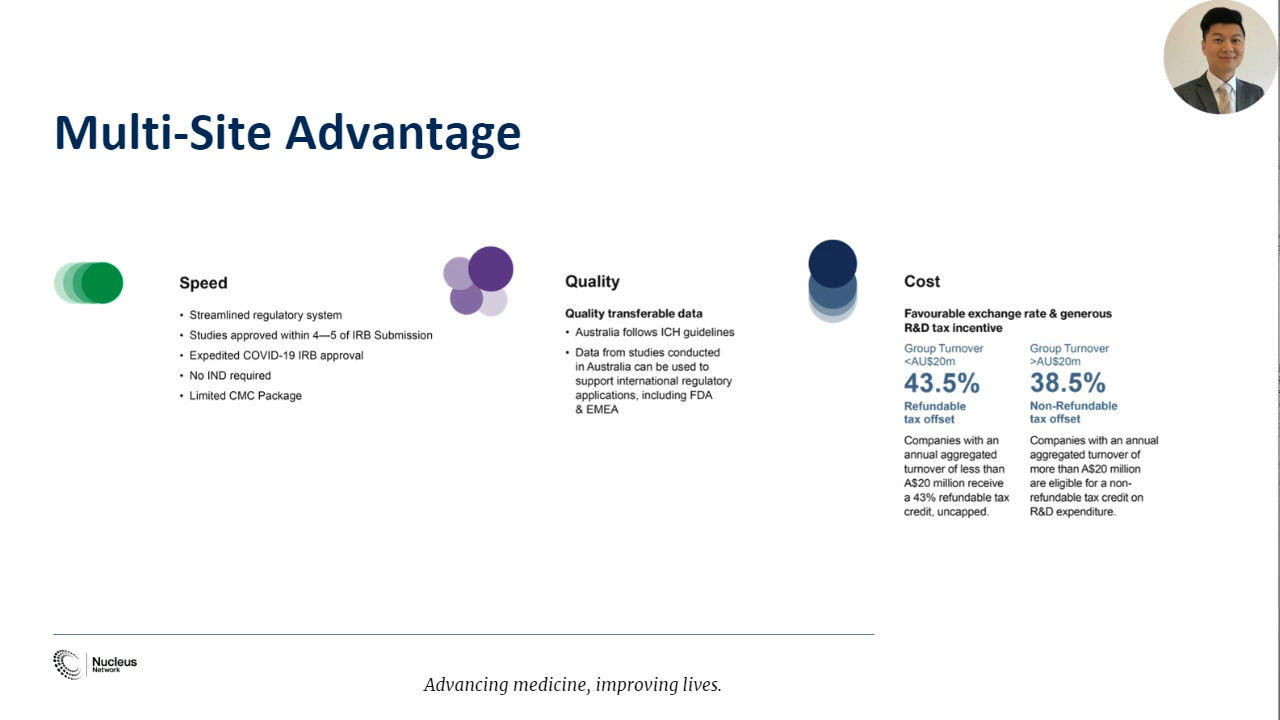 Multi-Site Advantage
Speed
• Streamlined regulatory system
• Studies approved within 4—5 of IRB Submission
• Expedited COVID-19 IRB approval
• No IND required
• Limited CMC Package
Quality
Quality transferable data
• Australia follows ICH guidelines
• Data from studies conducted
in Australia can be used to
support international regulatory
applications, including FDA
& EMEA
Cost
Favourable exchange rate & generous
R&D tax incentive
Group Turnover
<AU$20m
43.5%
Refundable
tax offset
Companies with an
annual aggregated
turnover of less than
A$20 million receive
a 43% refundable tax
credit, uncapped.
Group Turnover
>AU$20m
38.5%
Non-Refundable
tax offset
Companies with an annual
aggregated turnover of
more than A$20 million
are eligible for a non-
refundable tax credit on
R&D expenditure.
Nucleus
Network
Advancing medicine, improving lives.